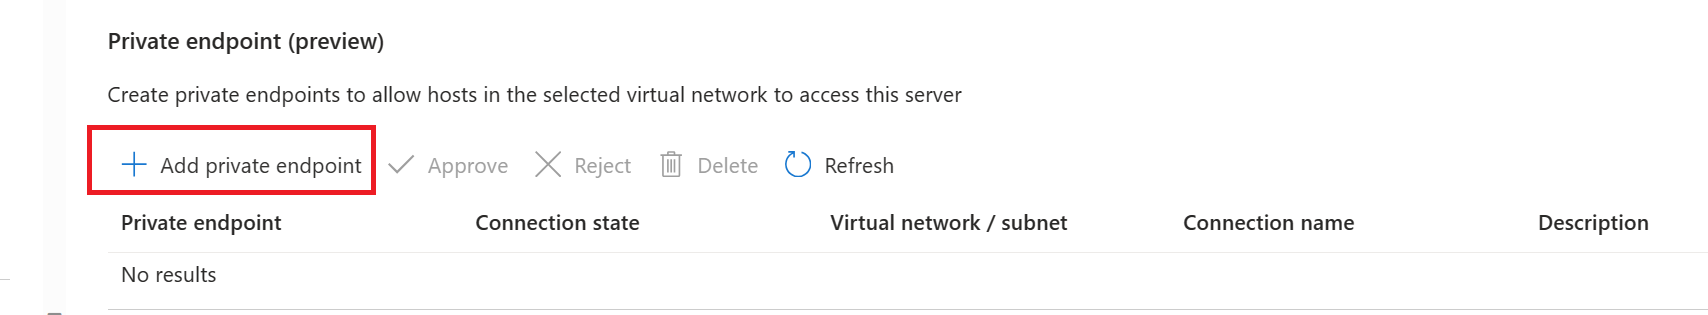 Private endpoint (preview)
Create private endpoints to allow hosts in the selected virtual network to access this server
Add private endpoint Approve Reject Delete Refresh
Private endpoint Connection state Virtual network / subnet Connection name Description
No results